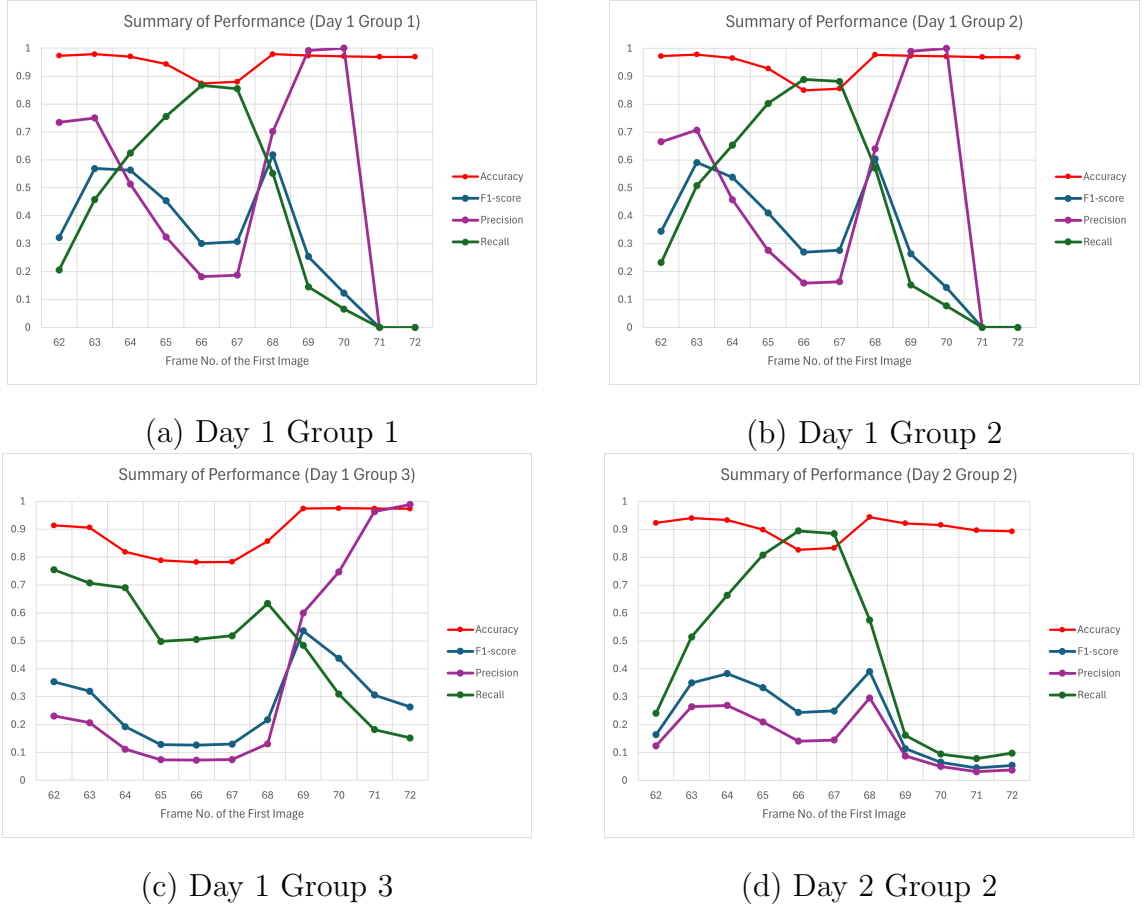 Summary of Performance (Day 1 Group 1)
1
0.9
0.8
0.7
0.6
0.5
0.4
0.3
0.2
0.1
0
62 63 64 65 66 67 68 69 70 71 72
Frame No. of the First Image
Accuracy
F1-score
Precision
Recall
(a) Day 1 Group 1
Summary of Performance (Day 1 Group 2)
1
0.9
0.8
0.7
0.6
0.5
0.4
0.3
0.2
0.1
0
62 63 64 65 66 67 68 69 70 71 72
Frame No. of the First Image
Accuracy
F1-score
Precision
Recall
(b) Day 1 Group 2
Summary of Performance (Day 1 Group 3)
1
0.9
0.8
0.7
0.6
0.5
0.4
0.3
0.2
0.1
0
62 63 64 65 66 67 68 69 70 71 72
Frame No. of the First Image
Accuracy
F1-score
Precision
Recall
(c) Day 1 Group 3
Summary of Performance (Day 2 Group 2)
1
0.9
0.8
0.7
0.6
0.5
0.4
0.3
0.2
0.1
0
62 63 64 65 66 67 68 69 70 71 72
Frame No. of the First Image
Accuracy
F1-score
Precision
Recall
(d) Day 2 Group 2